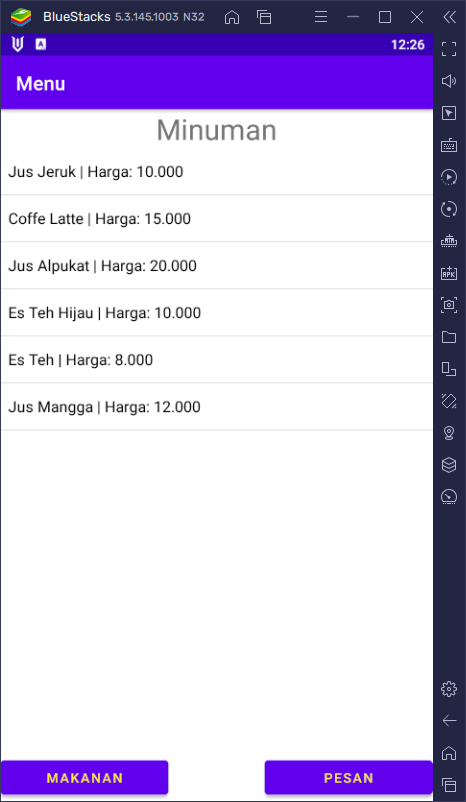 BlueStacks 5.3.145.1003 N32
A 12:26
Menu
Minuman
Jus Jeruk | Harga: 10.000
Coffe Latte | Harga: 15.000
Jus Alpukat | Harga: 20.000
Es Teh Hijau | Harga: 10.000
Es Teh | Harga: 8.000
Jus Mangga | Harga: 12.000
APK
MAKANAN PESAN